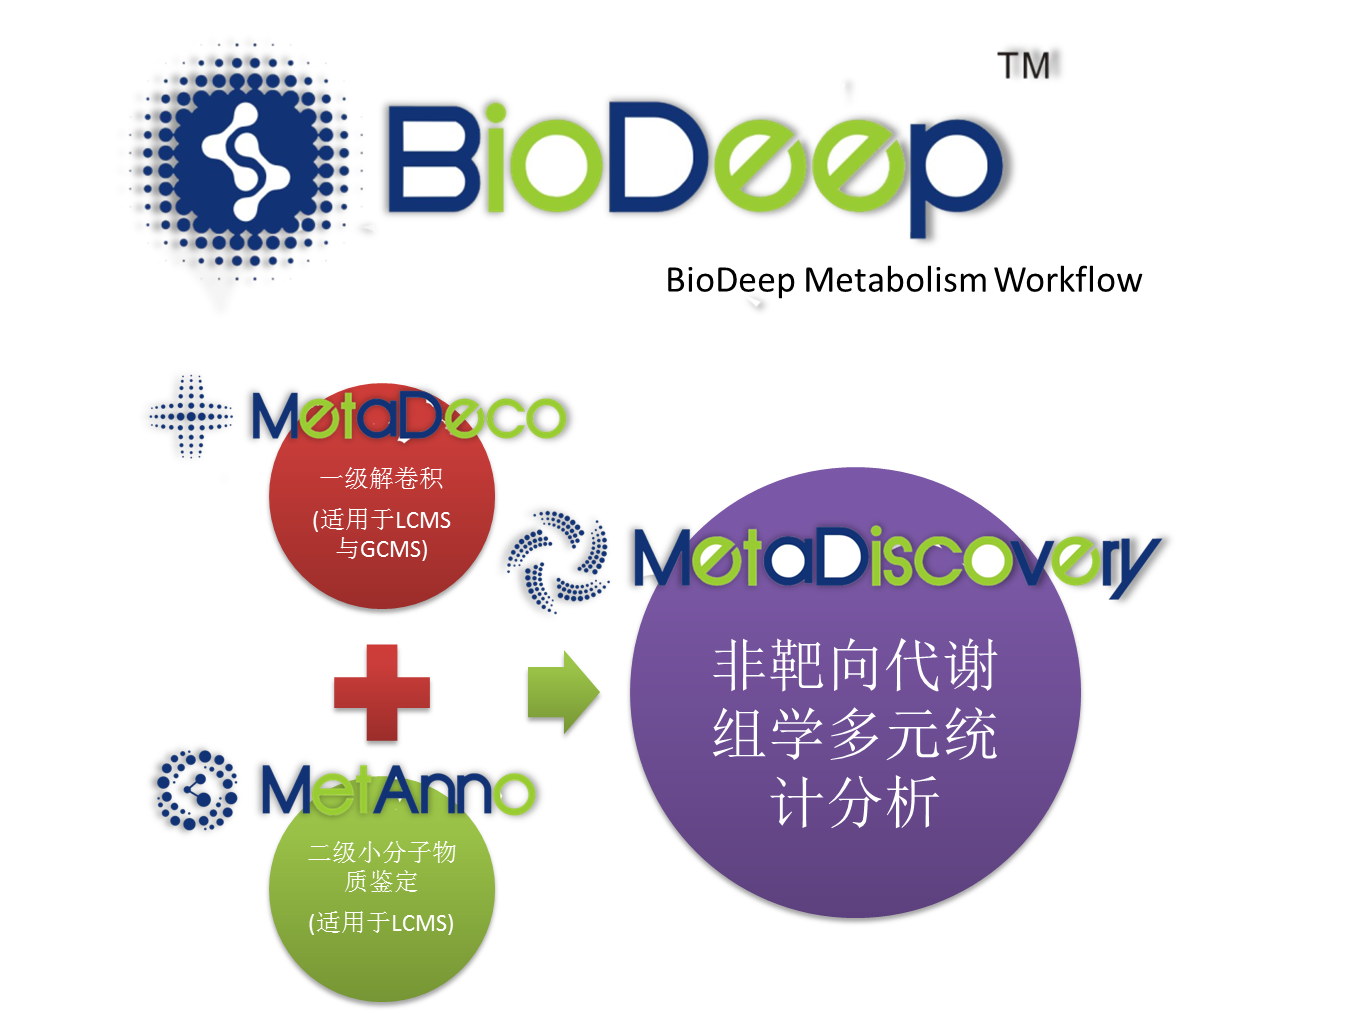 BioDeep
TM
BioDeep Metabolism Workflow
MetaDeco
一级解卷积
(适用于LCMS
与GCMS)
MetAnno
二级小分子物
质鉴定
(适用于LCMS)
MetaDiscovery
非靶向代谢
组学多元统
计分析